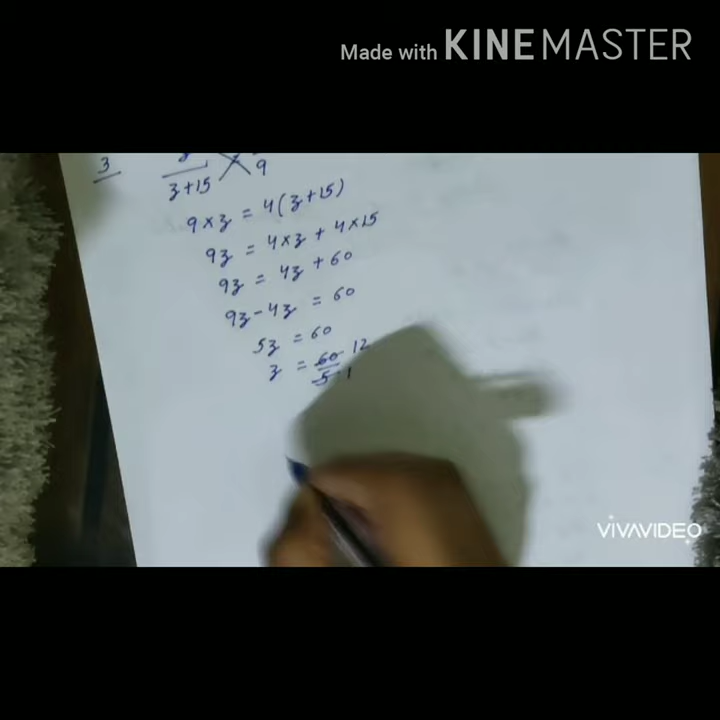 Made with KINEMASTER
3
z+15 9
9×z = 4(z+15)
9z = 4×z + 4×15
9z = 4z + 60
9z-4z = 60
5z = 60
z = 60 12
5 1
VIVAVIDEO